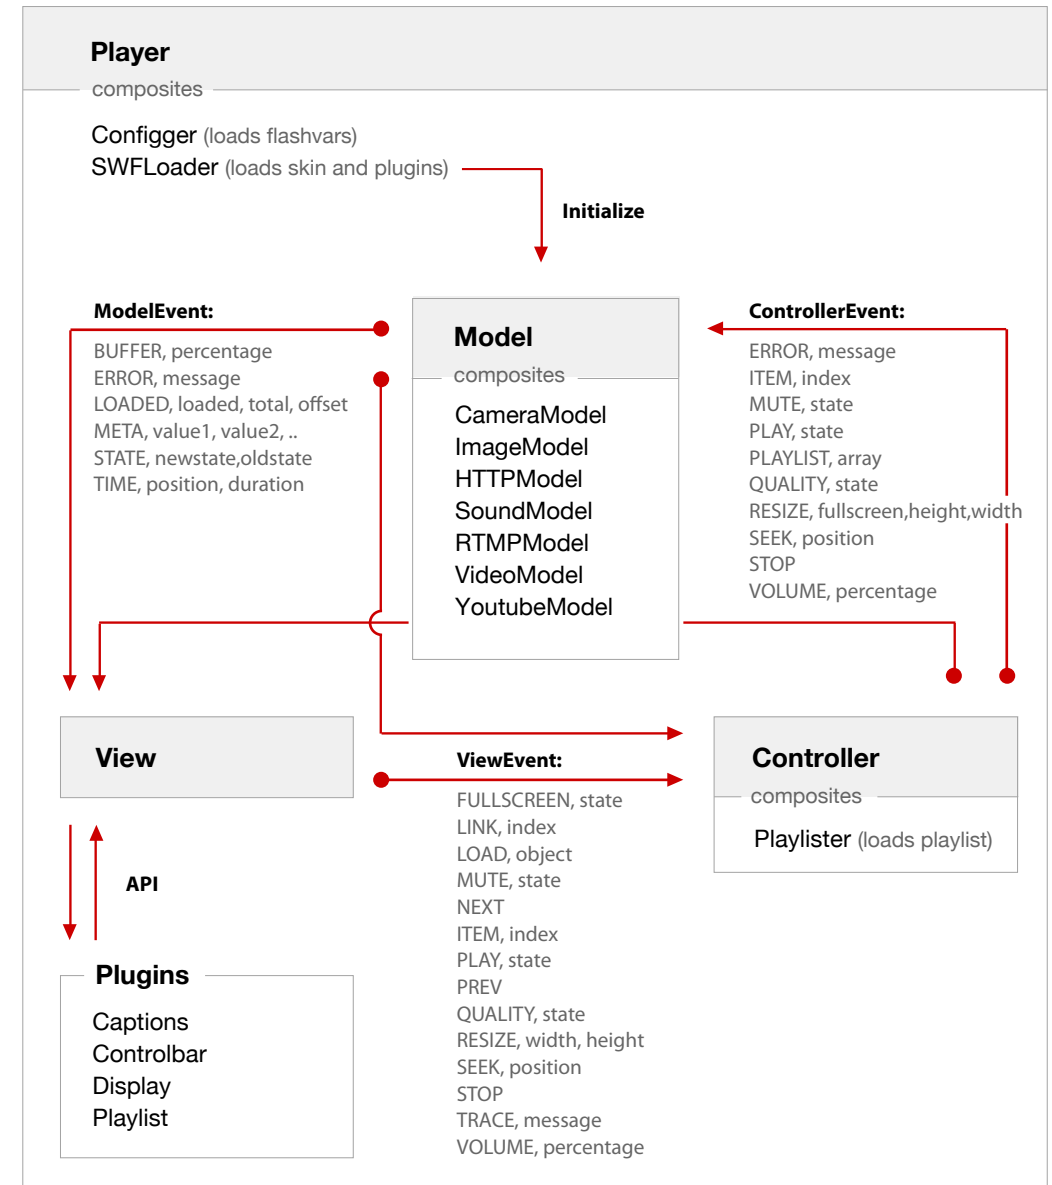 Player
composites
Configger (loads flashvars)
SWFLoader (loads skin and plugins)
Initialize
ModelEvent:
BUFFER, percentage
ERROR, message
LOADED, loaded, total, offset
META, value1, value2, ..
STATE, newstate,oldstate
TIME, position, duration
Model
composites
CameraModel
ImageModel
HTTPModel
SoundModel
RTMPModel
VideoModel
YoutubeModel
ControllerEvent:
ERROR, message
ITEM, index
MUTE, state
PLAY, state
PLAYLIST, array
QUALITY, state
RESIZE, fullscreen,height,width
SEEK, position
STOP
VOLUME, percentage
View
ViewEvent:
FULLSCREEN, state
LINK, index
LOAD, object
MUTE, state
NEXT
ITEM, index
PLAY, state
PREV
QUALITY, state
RESIZE, width, height
SEEK, position
STOP
TRACE, message
VOLUME, percentage
Controller
composites
Playlister (loads playlist)
API
Plugins
Captions
Controlbar
Display
Playlist